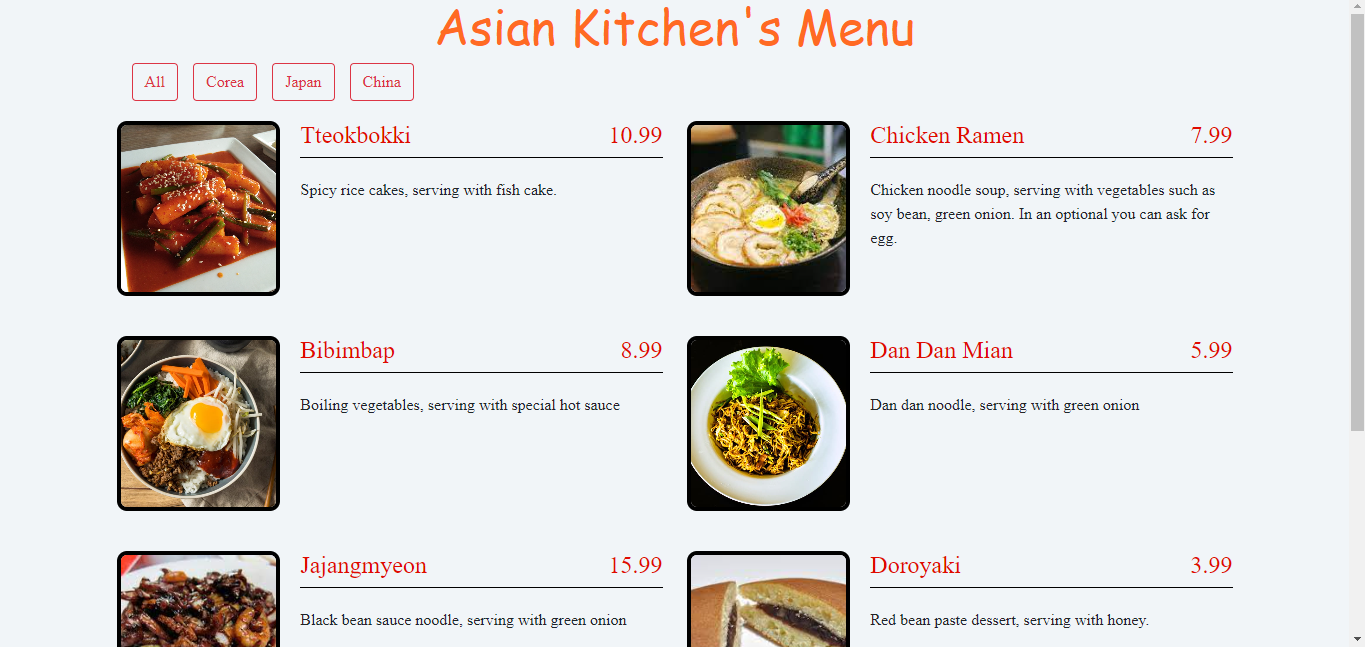 Asian Kitchen's Menu
All Corea Japan China
Tteokbokki 10.99
Spicy rice cakes, serving with fish cake.
Chicken Ramen 7.99
Chicken noodle soup, serving with vegetables such as
soy bean, green onion. In an optional you can ask for
egg.
Bibimbap 8.99
Boiling vegetables, serving with special hot sauce
Dan Dan Mian 5.99
Dan dan noodle, serving with green onion
Jajangmyeon 15.99
Black bean sauce noodle, serving with green onion
Doroyaki 3.99
Red bean paste dessert, serving with honey.